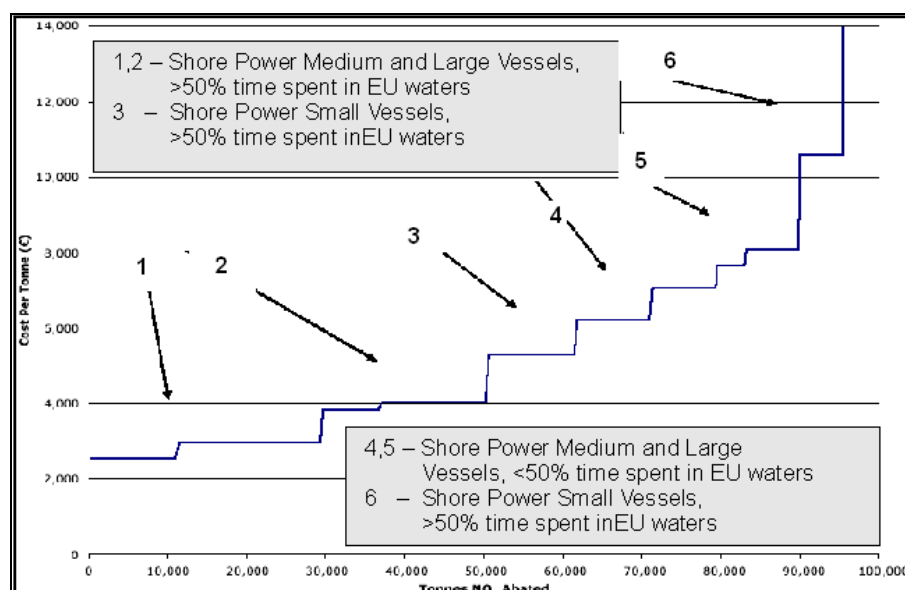 14,000
1,2 – Shore Power Medium and Large Vessels,
>50% time spent in EU waters
3 – Shore Power Small Vessels,
>50% time spent inEU waters
6
12,000
5
10,000
4
3
8,000
1
2
Cost Per Tonne (€)
6,000
4,000
4,5 – Shore Power Medium and Large
Vessels, <50% time spent in EU waters
6 – Shore Power Small Vessels,
>50% time spent inEU waters
2,000
0
0 10,000 20,000 30,000 40,000 50,000 60,000 70,000 80,000 90,000 100,000
Tonnes NO Abated